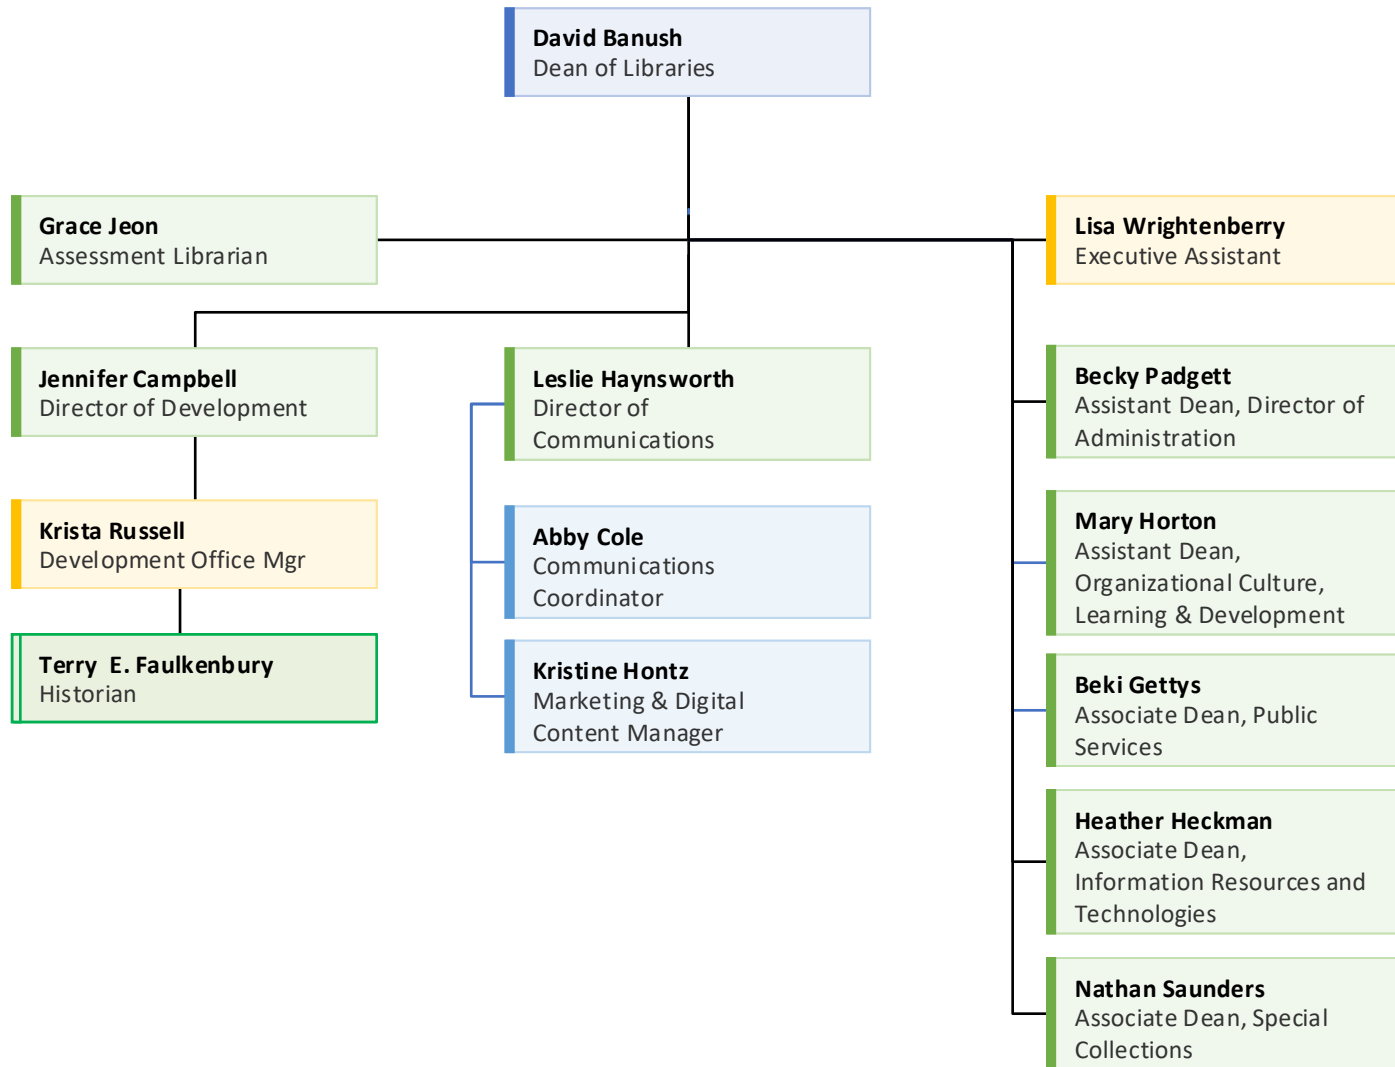 David Banush
Dean of Libraries
Grace Jeon
Assessment Librarian
Lisa Wrightenberry
Executive Assistant
Jennifer Campbell
Director of Development
Leslie Haynsworth
Director of
Communications
Becky Padgett
Assistant Dean, Director of
Administration
Krista Russell
Development Office Mgr
Abby Cole
Communications
Coordinator
Mary Horton
Assistant Dean,
Organizational Culture,
Learning & Development
Terry E. Faulkenbury
Historian
Kristine Hontz
Marketing & Digital
Content Manager
Beki Gettys
Associate Dean, Public
Services
Heather Heckman
Associate Dean,
Information Resources and
Technologies
Nathan Saunders
Associate Dean, Special
Collections